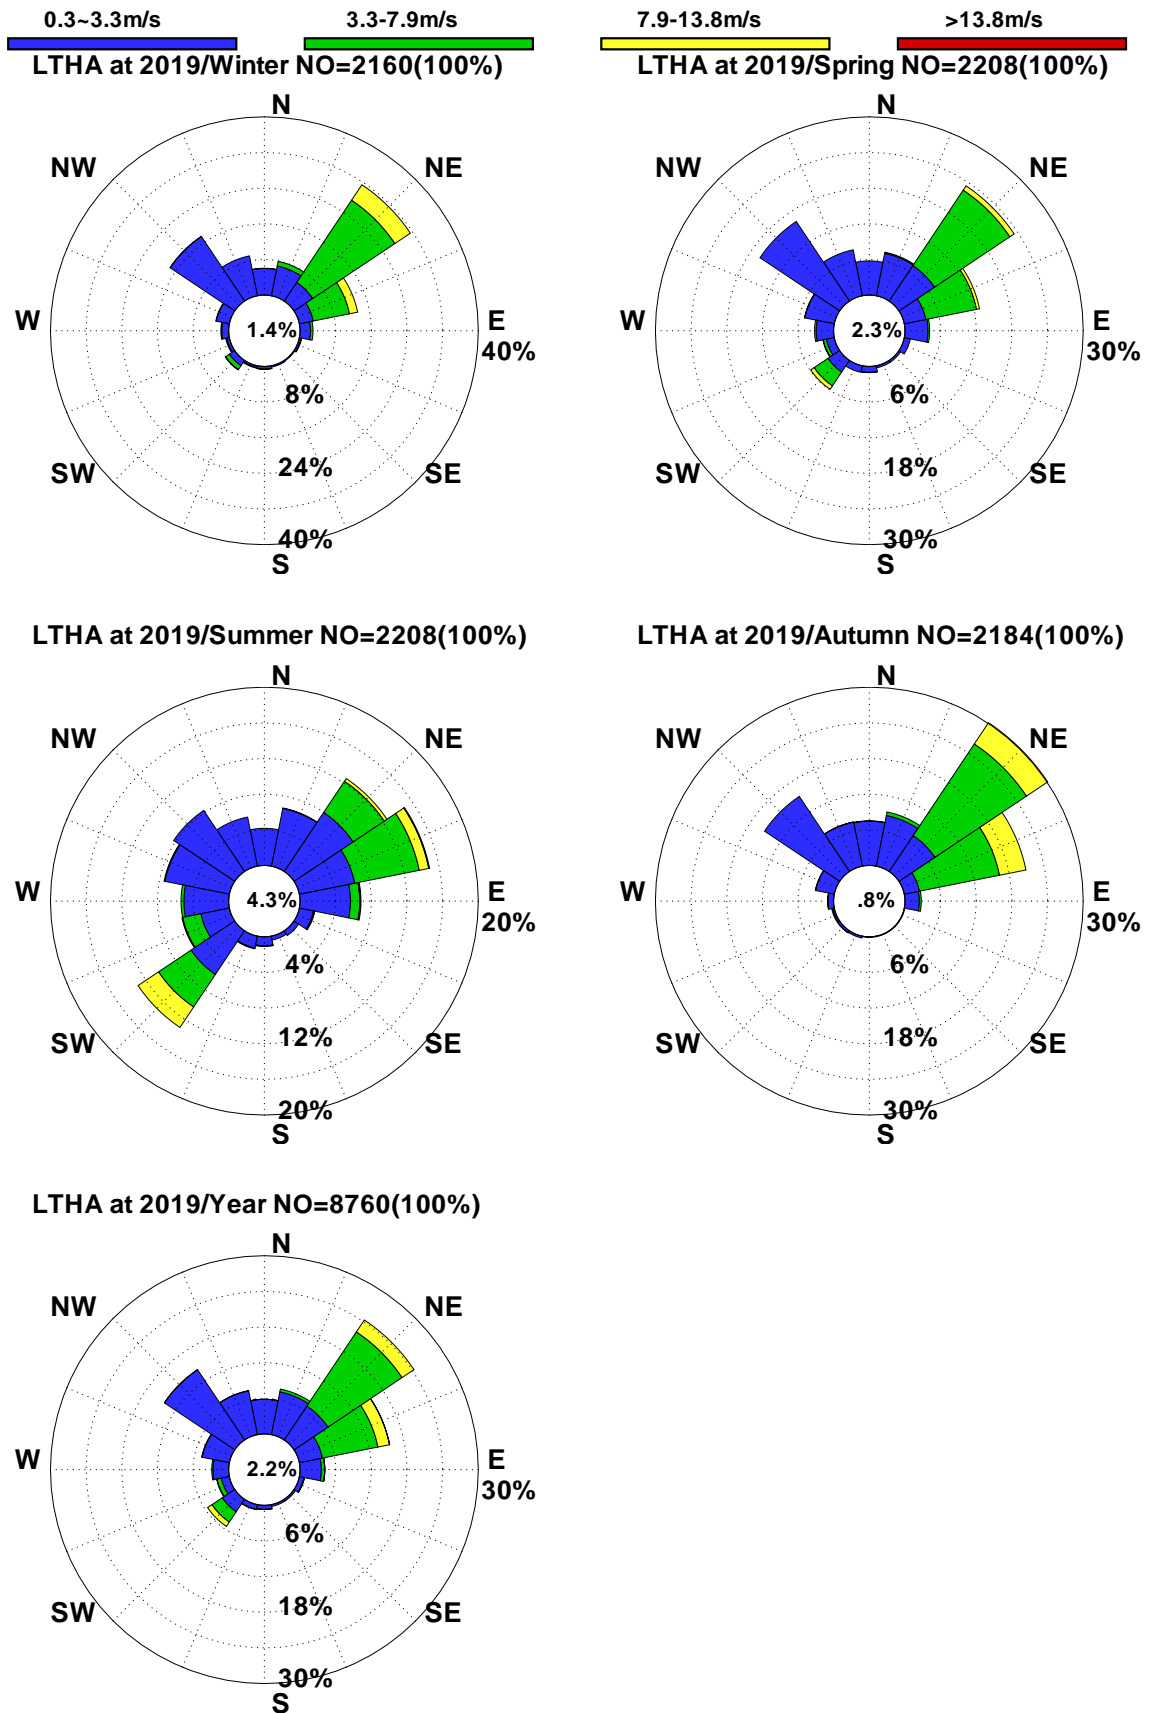 0.3~3.3m/s 3.3-7.9m/s 7.9-13.8m/s >13.8m/s
LTHA at 2019/Winter NO=2160(100%)
N
NW NE
W 1.4% E
40%
8%
24%
SW SE
40%
S
LTHA at 2019/Spring NO=2208(100%)
N
NW NE
W 2.3% E
30%
6%
18%
SW SE
30%
S
LTHA at 2019/Summer NO=2208(100%)
N
NW NE
W 4.3% E
20%
4%
12%
SW SE
20%
S
LTHA at 2019/Autumn NO=2184(100%)
N
NW NE
W .8% E
30%
6%
18%
SW SE
30%
S
LTHA at 2019/Year NO=8760(100%)
N
NW NE
W 2.2% E
30%
6%
18%
SW SE
30%
S